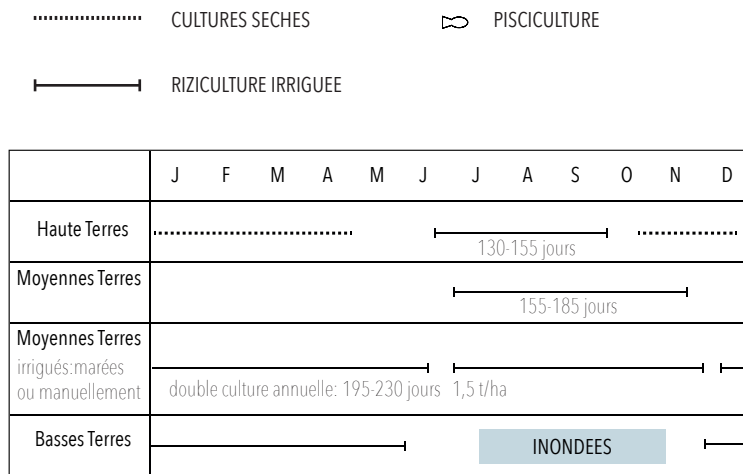 CULTURES SECHES PISCICULTURE
RIZICULTURE IRRIGUEE
J F M A M J J A S O N D
Haute Terres
130-155 jours
Moyennes Terres
155-185 jours
Moyennes Terres
irrigués:marées
ou manuellement
double culture annuelle: 195-230 jours 1,5 t/ha
Basses Terres
INONDEES